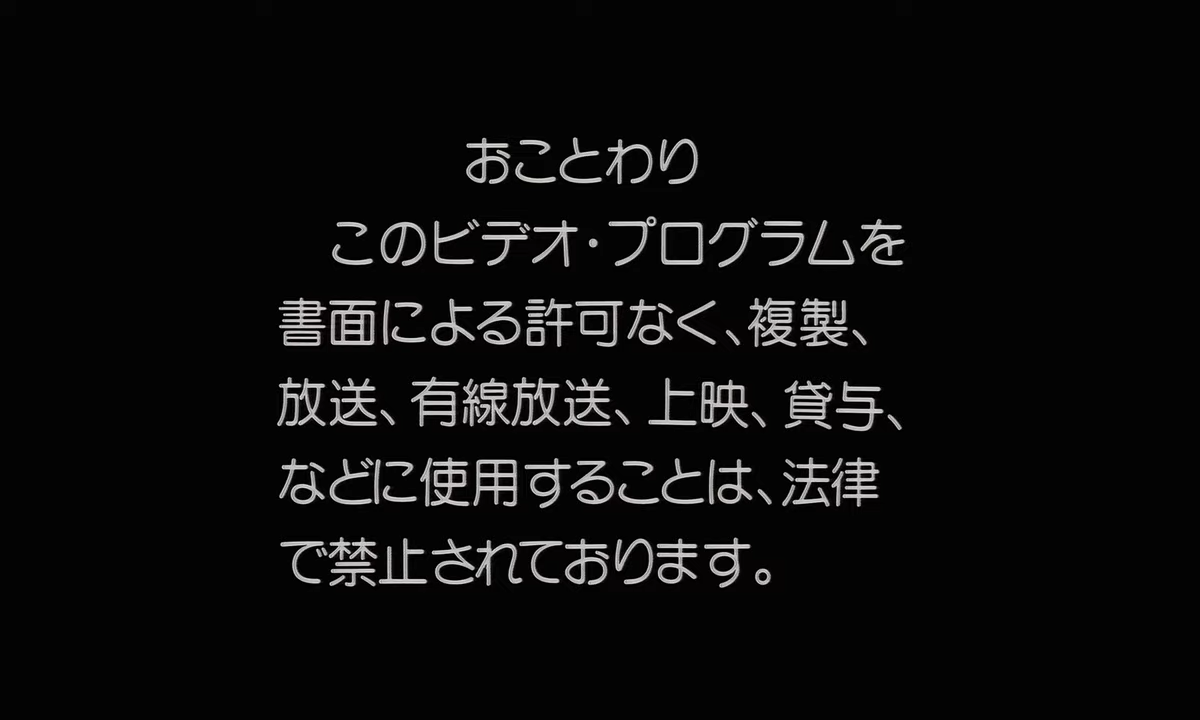 おことわり
このビデオ・プログラムを
書面による許可なく、複製、
放送、有線放送、上映、貸与、
などに使用することは、法律
で禁止されております。